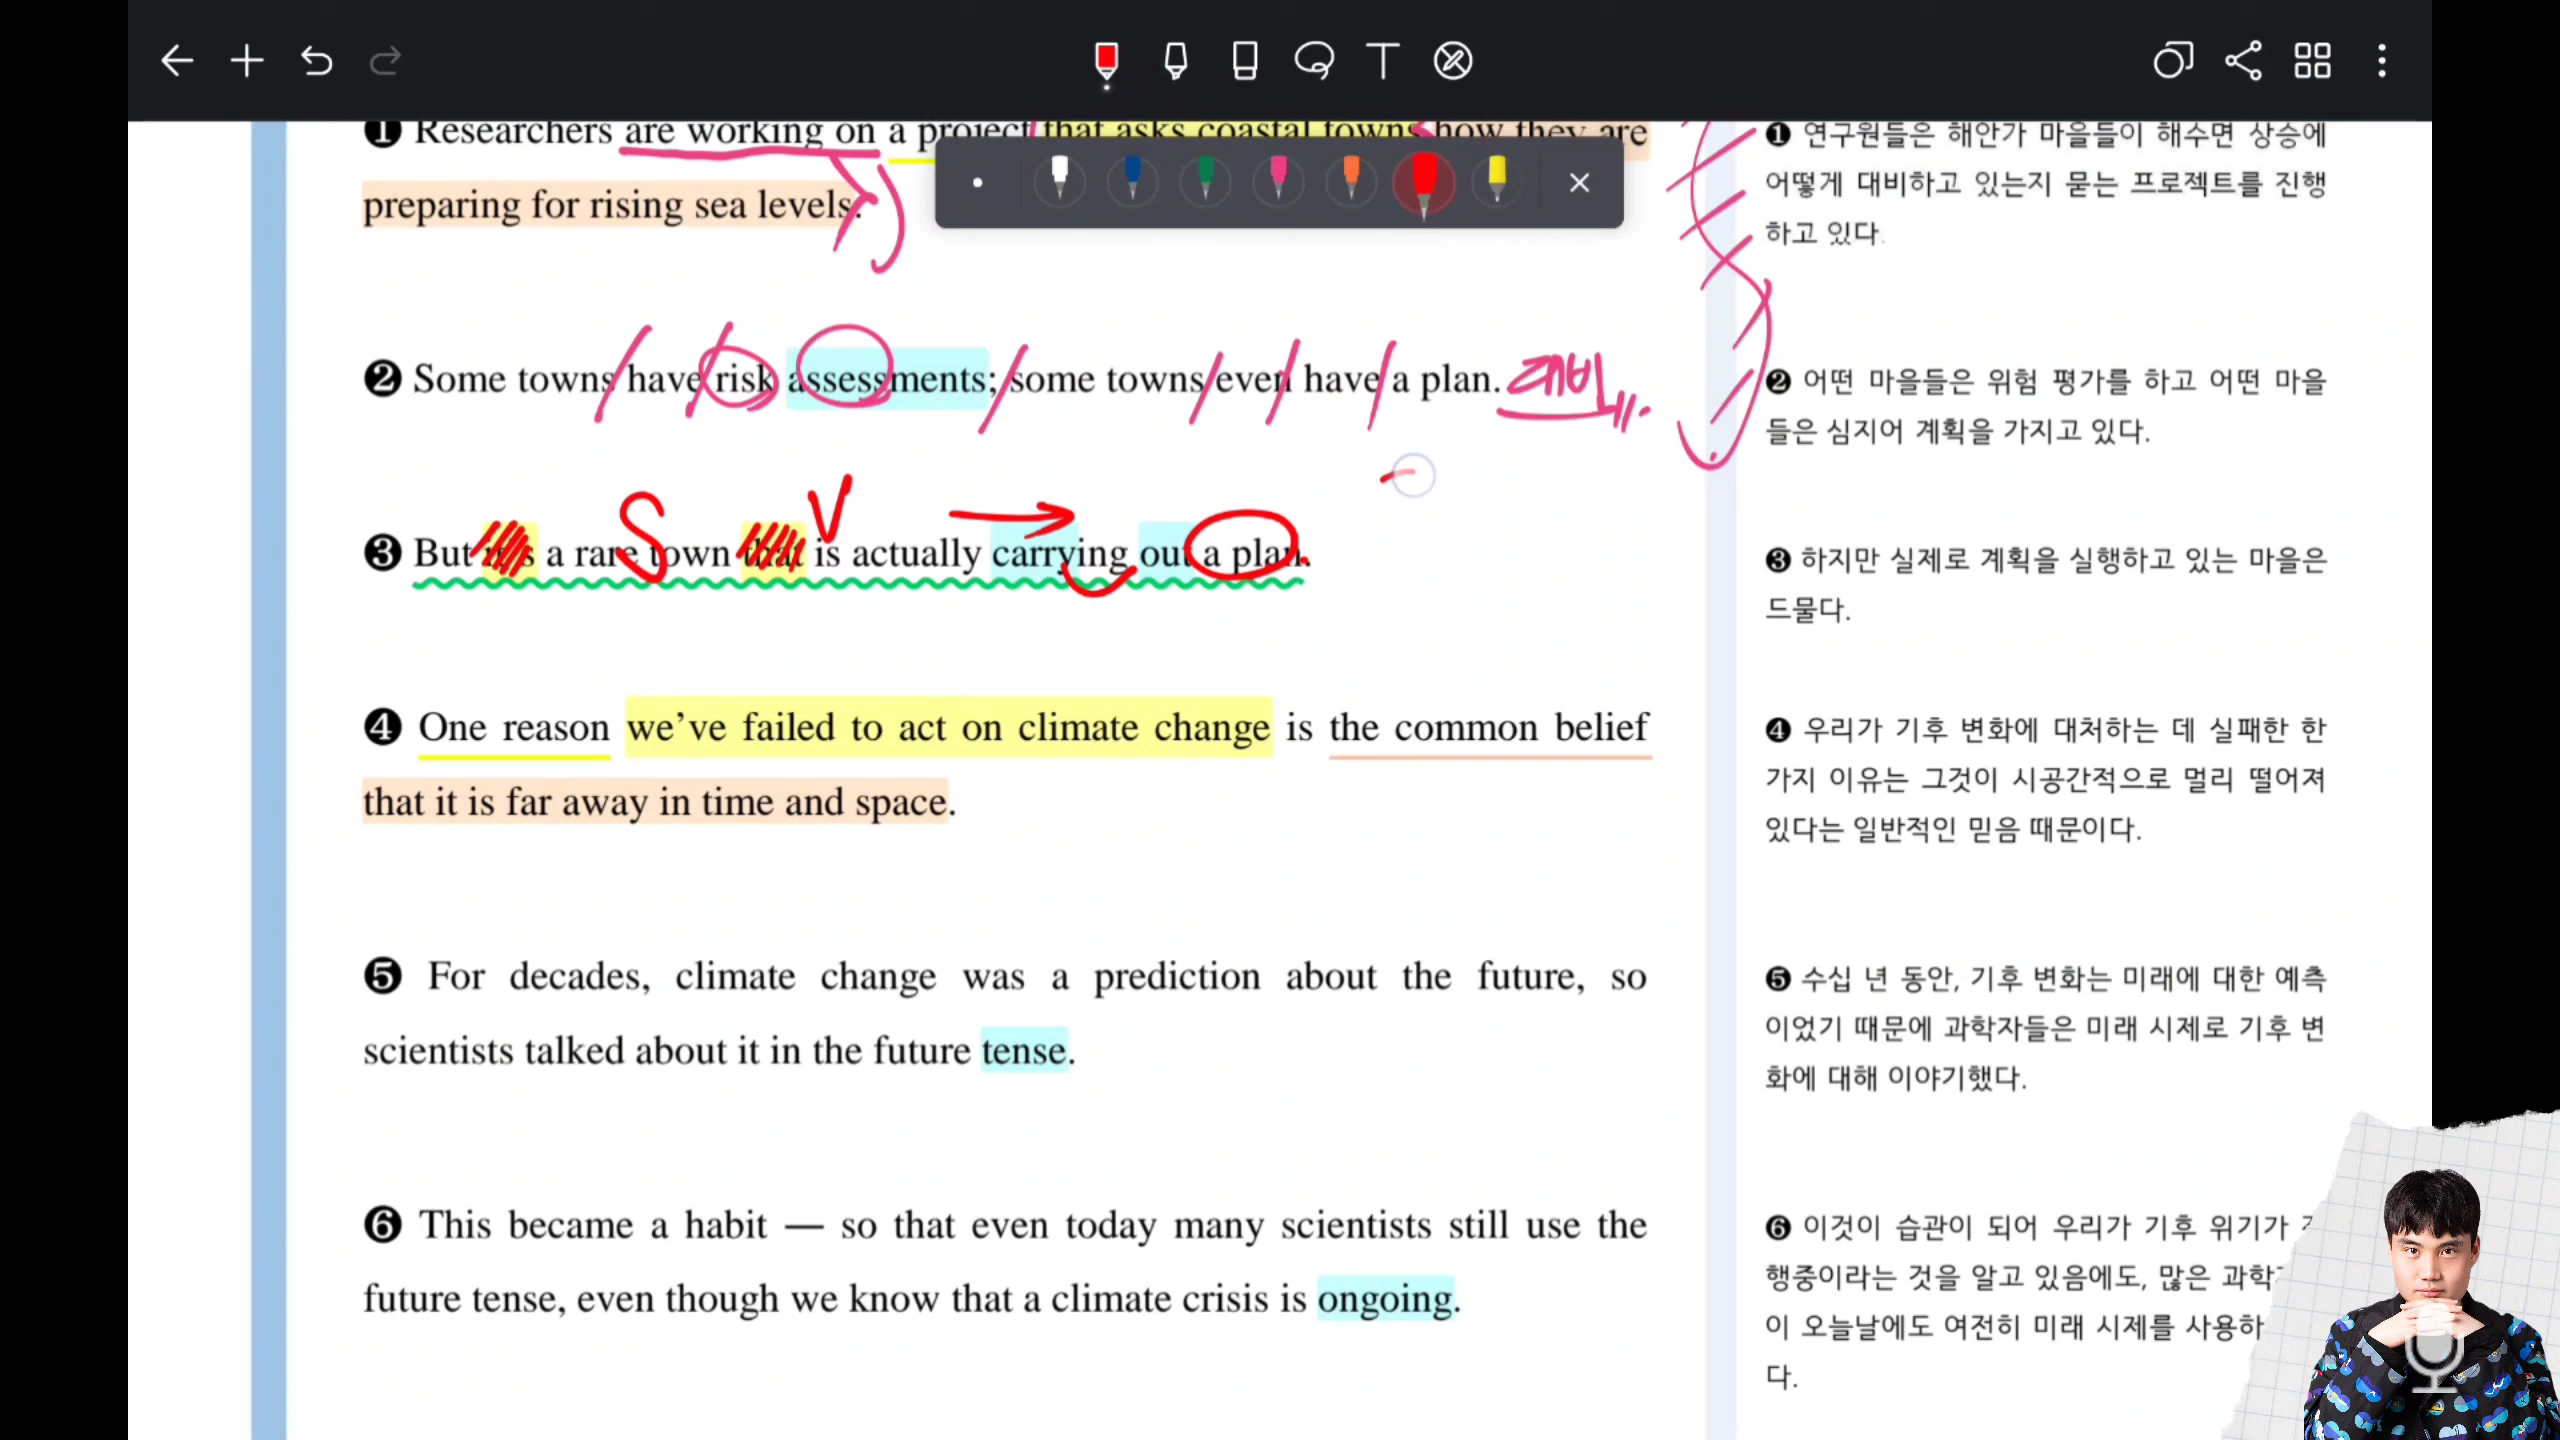 ❶ Researchers are working on a project that asks coastal towns how they are
preparing for rising sea levels.
❷ Some towns have risk assessments; some towns even have a plan. 대비
S V
❸ But it is a rare town that is actually carrying out a plan.
❹ One reason we’ve failed to act on climate change is the common belief
that it is far away in time and space.
❺ For decades, climate change was a prediction about the future, so
scientists talked about it in the future tense.
❻ This became a habit — so that even today many scientists still use the
future tense, even though we know that a climate crisis is ongoing.
❶ 연구원들은 해안가 마을들이 해수면 상승에
어떻게 대비하고 있는지 묻는 프로젝트를 진행
하고 있다.
❷ 어떤 마을들은 위험 평가를 하고 어떤 마을
들은 심지어 계획을 가지고 있다.
❸ 하지만 실제로 계획을 실행하고 있는 마을은
드물다.
❹ 우리가 기후 변화에 대처하는 데 실패한 한
가지 이유는 그것이 시공간적으로 멀리 떨어져
있다는 일반적인 믿음 때문이다.
❺ 수십 년 동안, 기후 변화는 미래에 대한 예측
이었기 때문에 과학자들은 미래 시제로 기후 변
화에 대해 이야기했다.
❻ 이것이 습관이 되어 우리가 기후 위기가
행중이라는 것을 알고 있음에도, 많은
이 오늘날에도 여전히 미래 시제를 사용하
다.